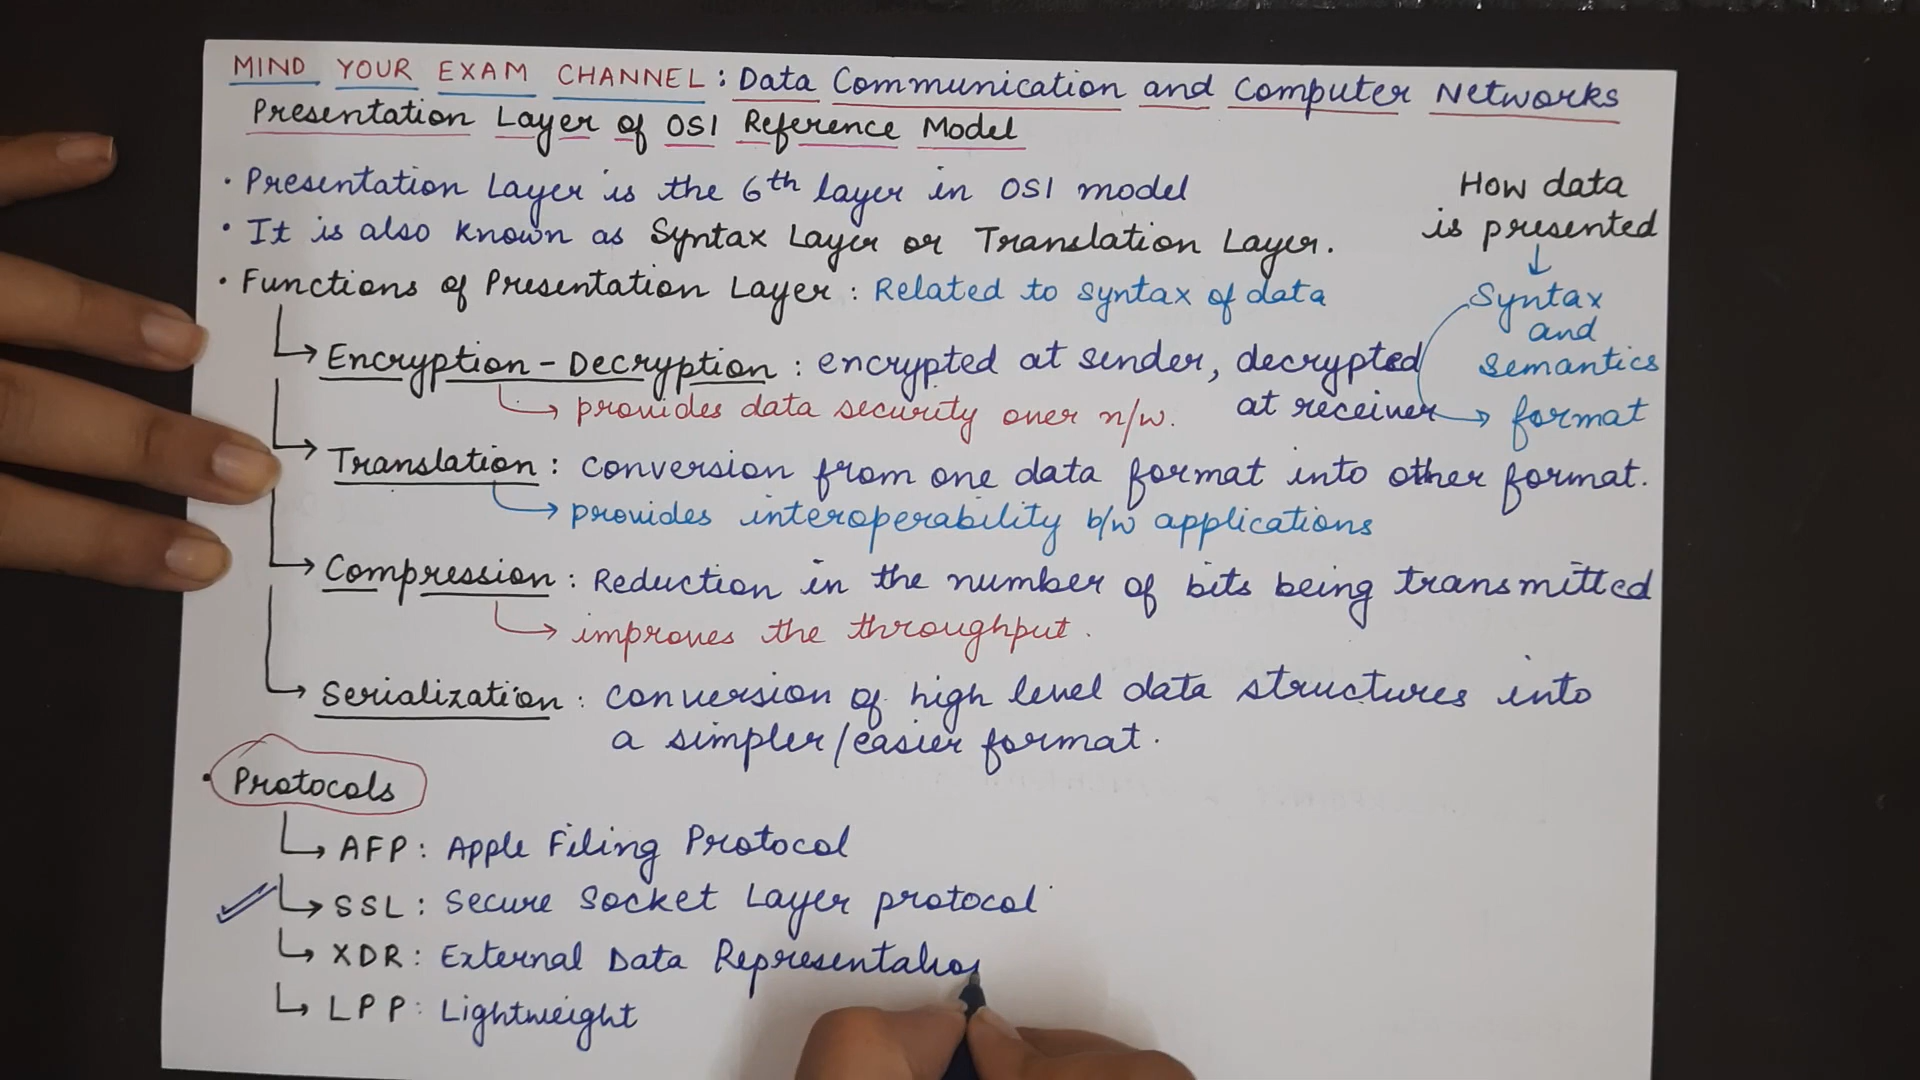 MIND YOUR EXAM CHANNEL: Data Communication and Computer Networks
Presentation Layer of OSI Reference Model
• Presentation Layer is the 6th layer in OSI model
• It is also known as Syntax Layer or Translation Layer.
How data
is presented
↓
Syntax
and
semantics
→ format
• Functions of Presentation Layer: Related to syntax of data
→ Encryption - Decryption: encrypted at sender, decrypted
at receiver
→ provides data security over n/w.
→ Translation: conversion from one data format into other format.
→ provides interoperability b/w applications
→ Compression: Reduction in the number of bits being transmitted
→ improves the throughput.
→ Serialization: conversion of high level data structures into
a simpler/easier format.
• Protocols
→ AFP: Apple Filing Protocol
→ SSL: Secure Socket Layer protocol
→ XDR: External Data Representation
→ LPP: Lightweight